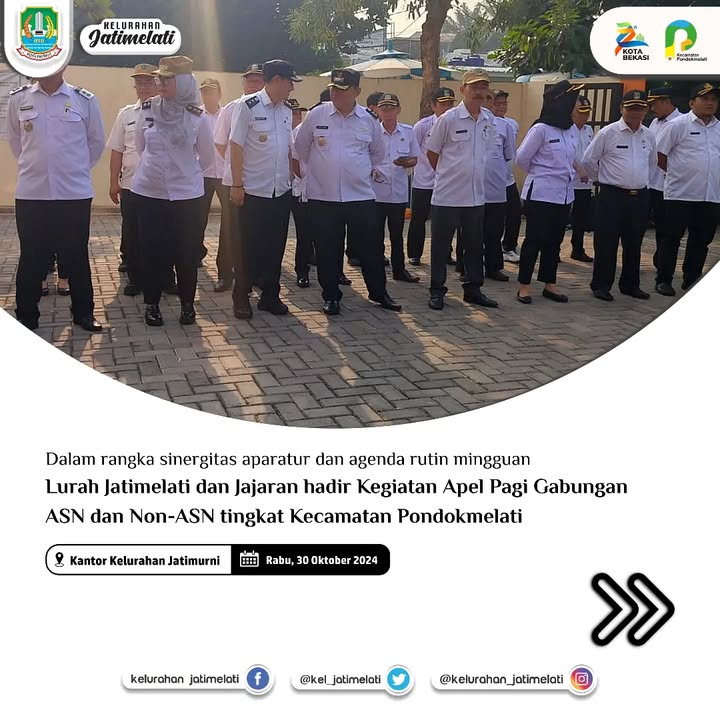 KELURAHAN
Jatimelati
KOTA
BEKASI
Kecamatan
Pondokmelati
Dalam rangka sinergitas aparatur dan agenda rutin mingguan
Lurah Jatimelati dan Jajaran hadir Kegiatan Apel Pagi Gabungan
ASN dan Non-ASN tingkat Kecamatan Pondokmelati
Kantor Kelurahan Jatimurni
Rabu, 30 Oktober 2024
kelurahan jatimelati
@kel_jatimelati
@kelurahan_jatimelati